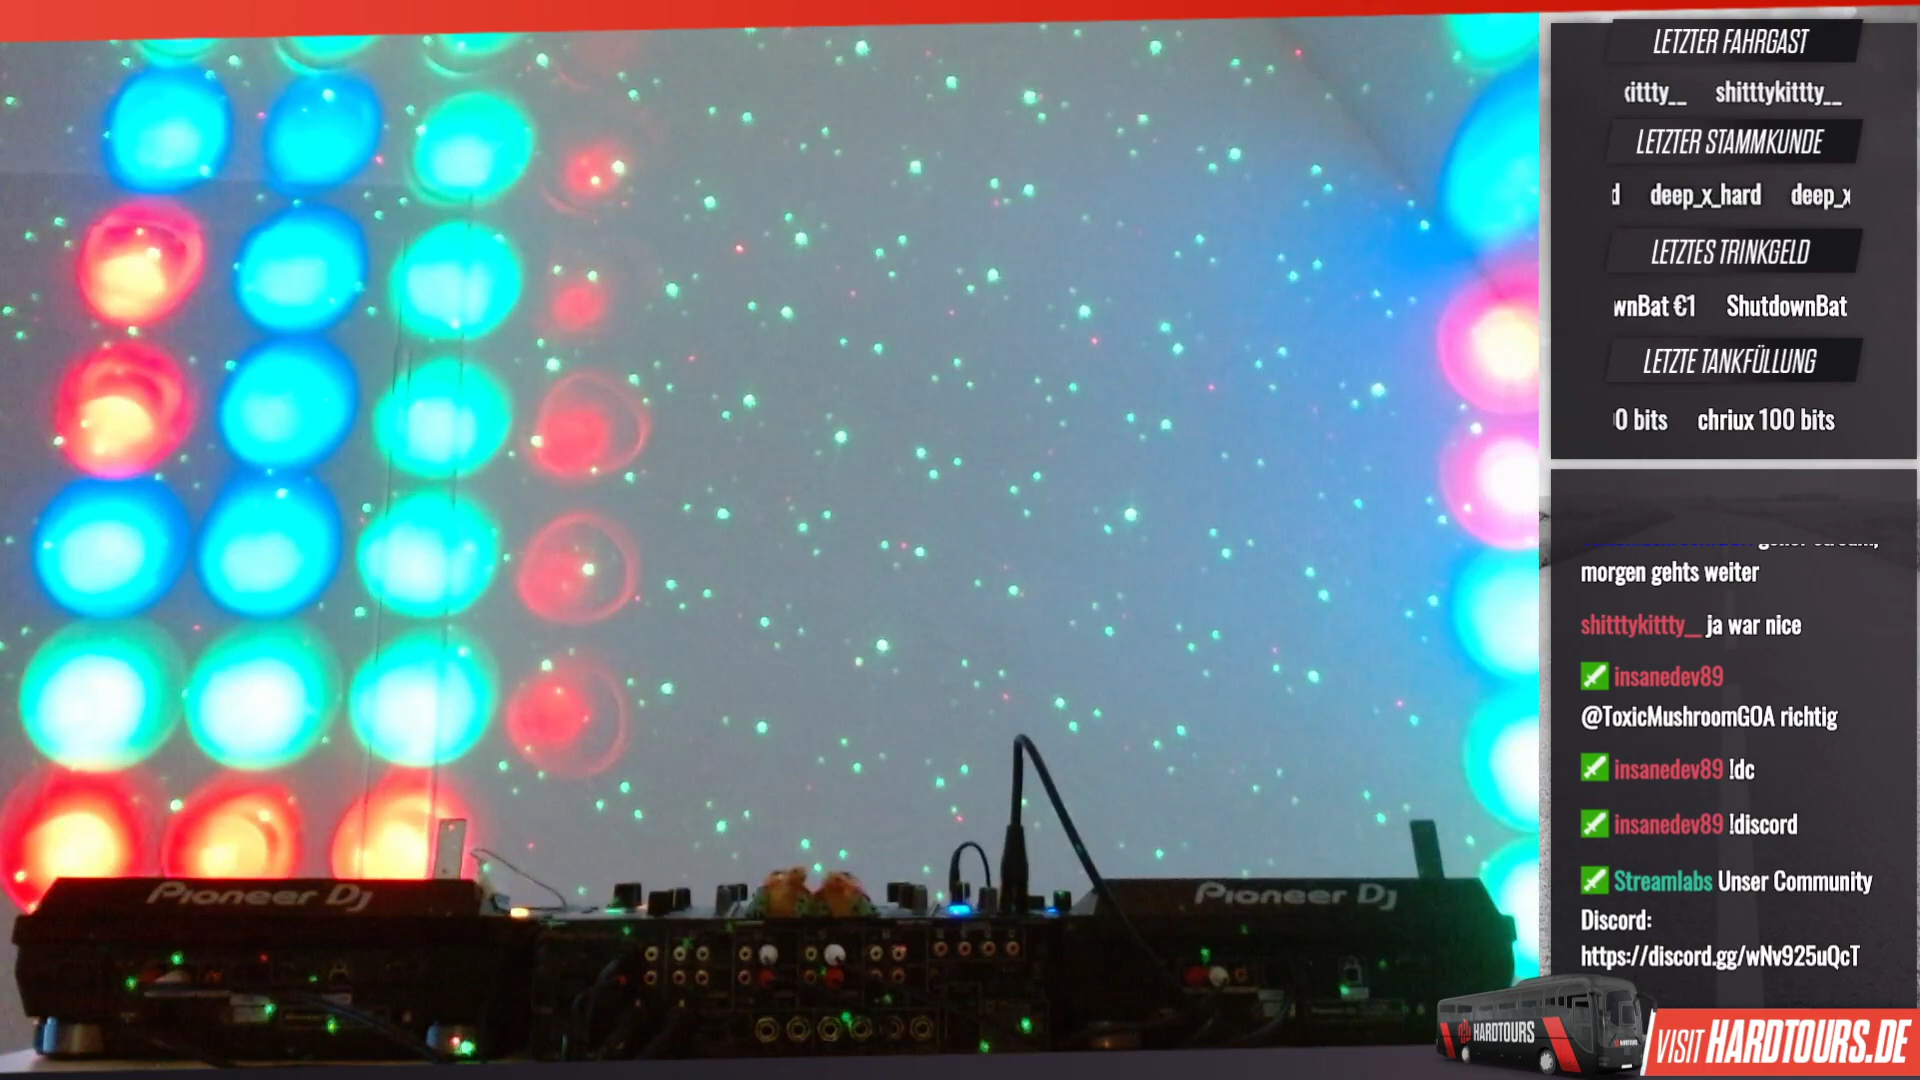 LETZTER FAHRGAST
shitttykittty__
LETZTER STAMMKUNDE
deep_x_hard
LETZTES TRINKGELD
€1 ShutdownBat
LETZTE TANKFÜLLUNG
bits chriux 100 bits
morgen gehts weiter
shitttykittty__ ja war nice
insanedev89
@ToxicMushroomGOA richtig
insanedev89 !dc
insanedev89 !discord
Streamlabs Unser Community
Discord:
https://discord.gg/wNv925uQcT
Pioneer Dj
Pioneer Dj
HARDTOURS
VISIT HARDTOURS.DE